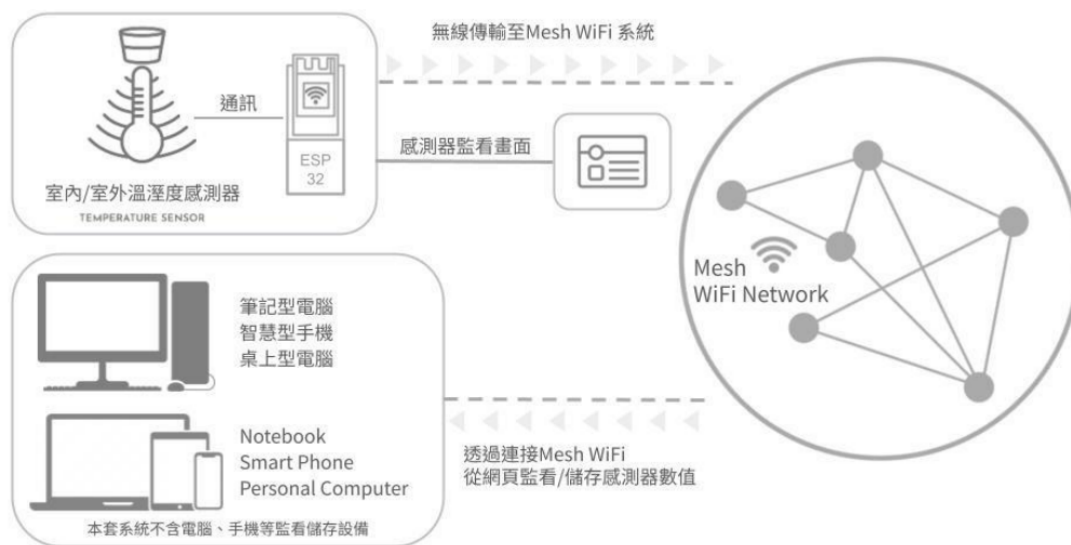 無線傳輸至Mesh WiFi 系統
通訊
ESP
32
感測器監看畫面
室內/室外溫溼度感測器
TEMPERATURE SENSOR
Mesh
WiFi Network
筆記型電腦
智慧型手機
桌上型電腦
Notebook
Smart Phone
Personal Computer
本套系統不含電腦、手機等監看儲存設備
透過連接Mesh WiFi
從網頁監看/儲存感測器數值